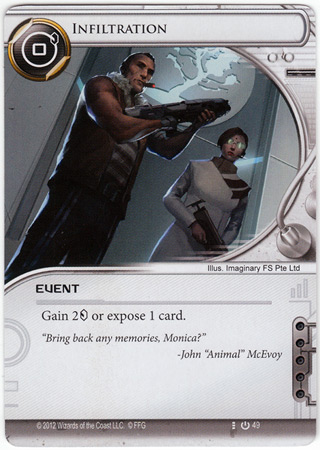 0
INFILTRATION
Illus. Imaginary FS Pte Ltd
EVENT
Gain 2 or expose 1 card.
“Bring back any memories, Monica?”
-John “Animal” McEvoy
© 2012 Wizards of the Coast LLC. © FFG
49